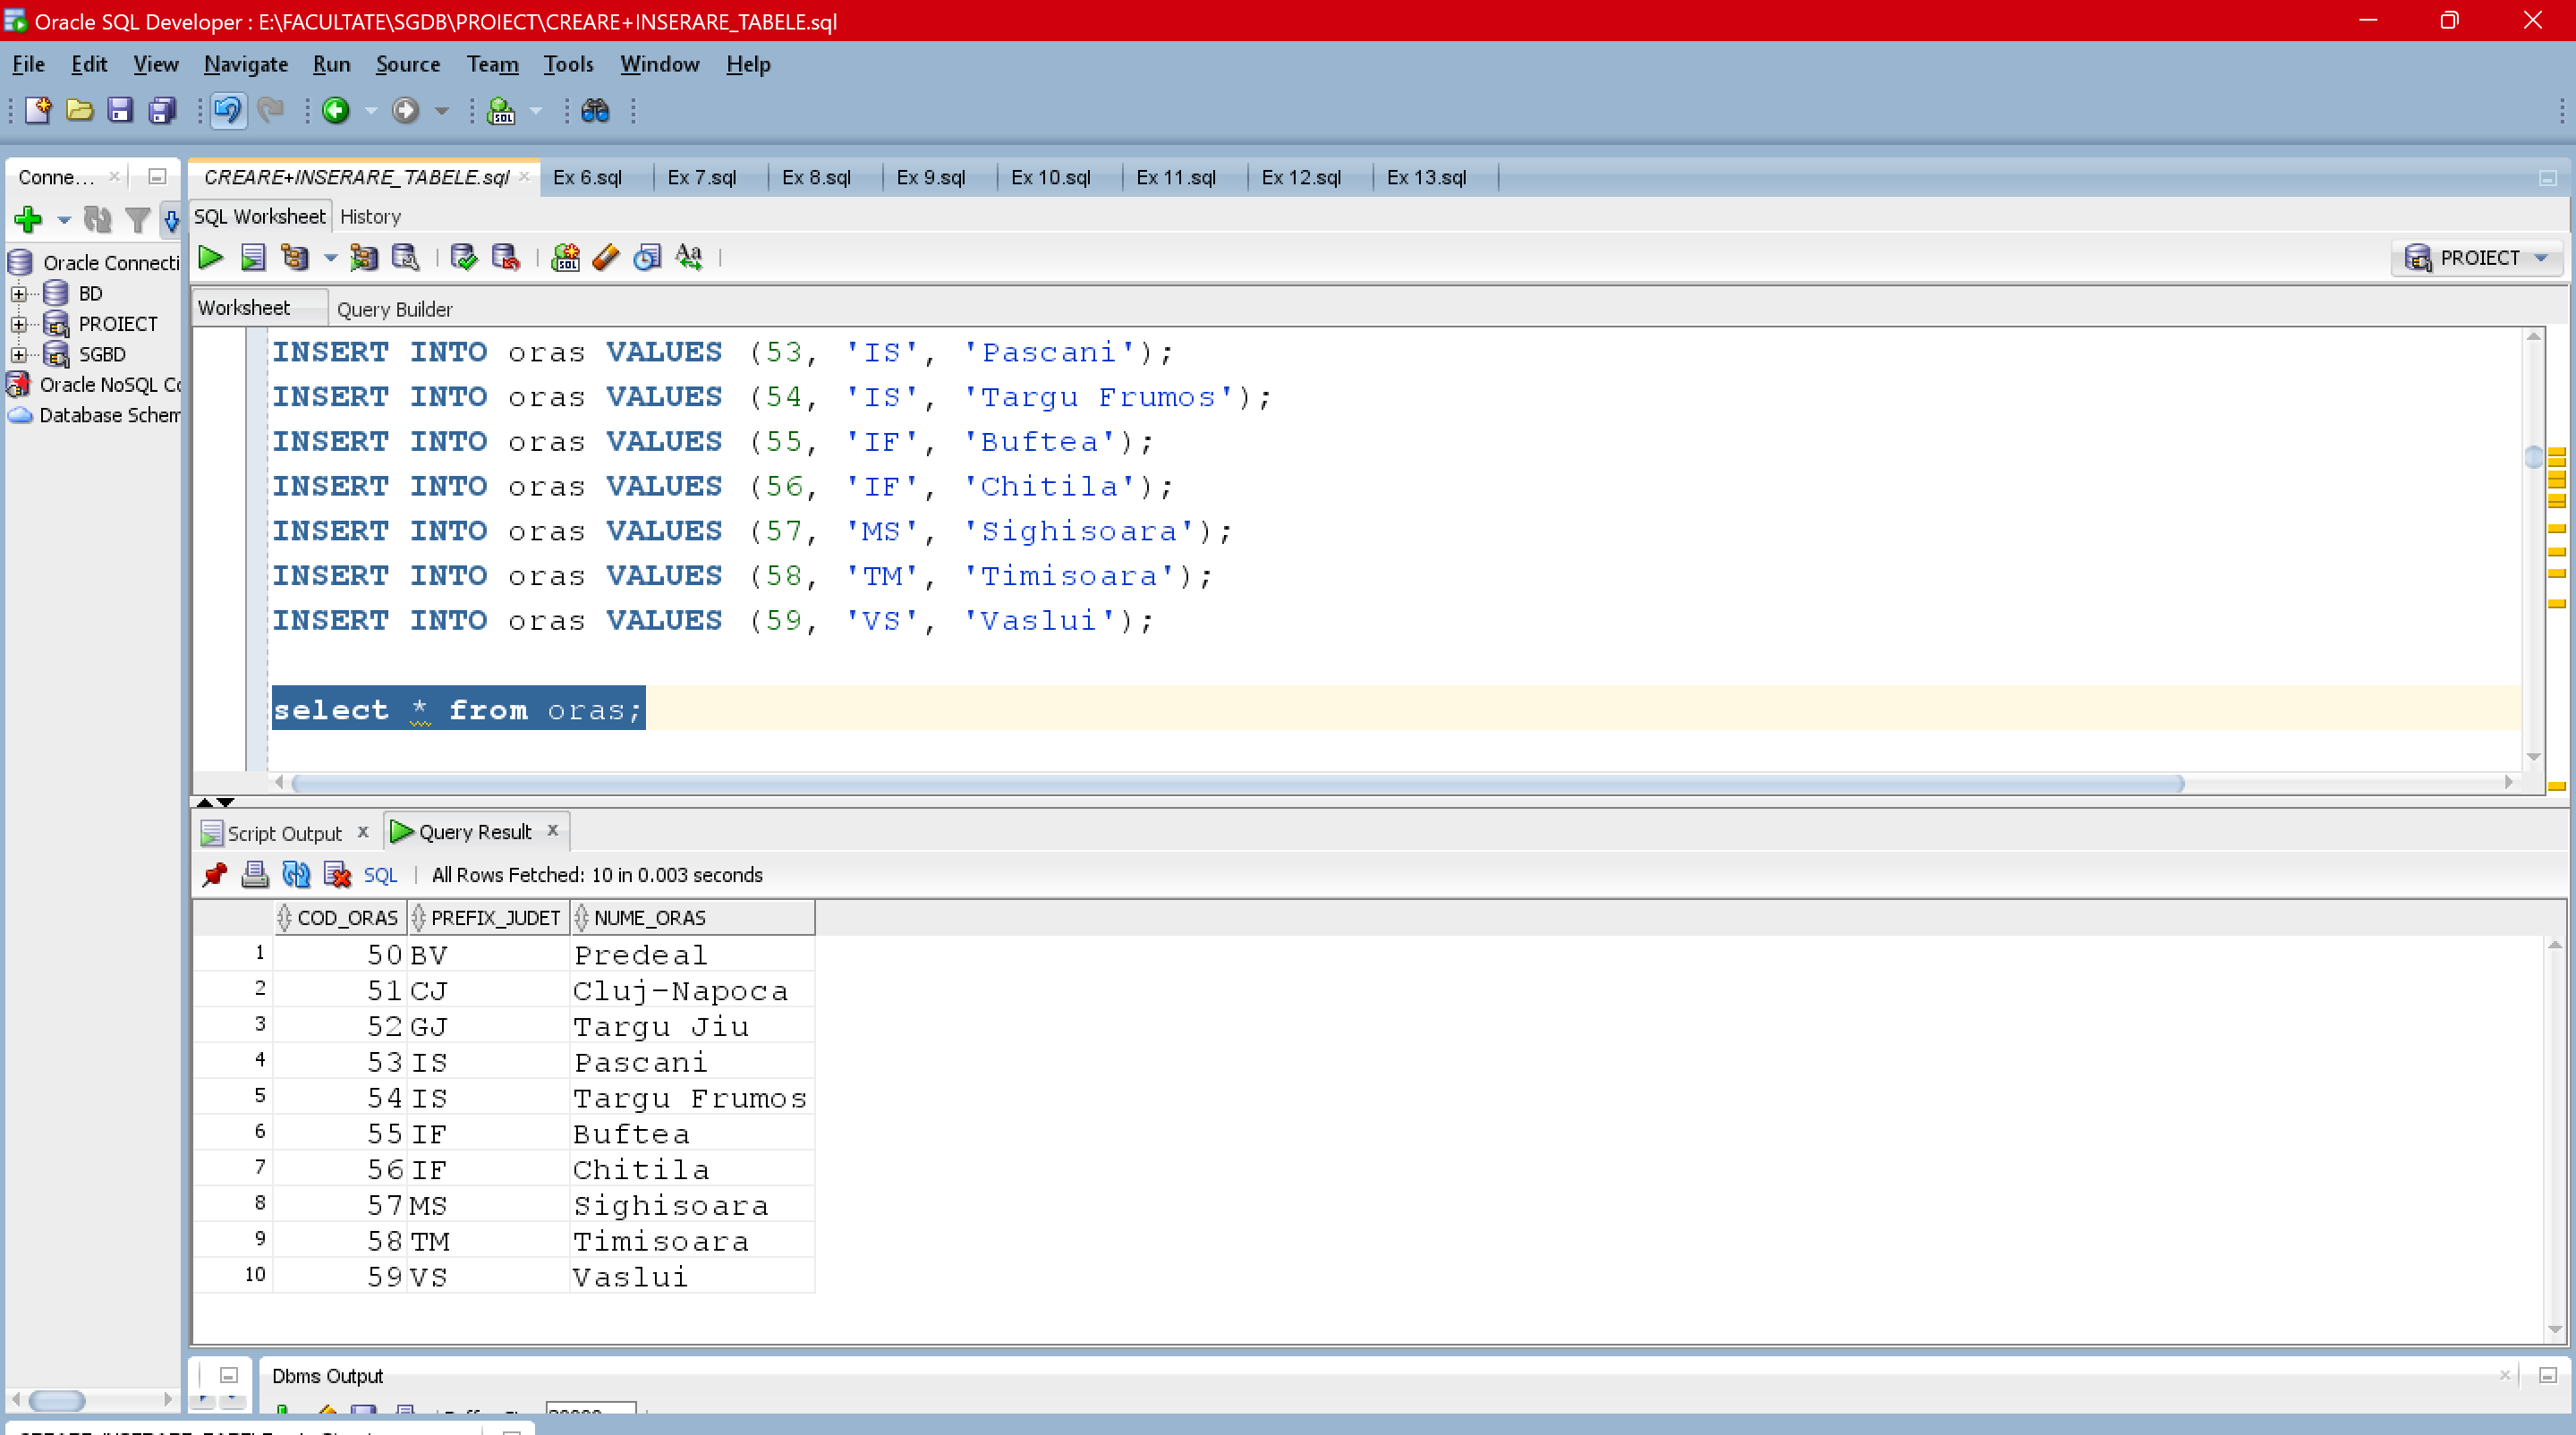 Oracle SQL Developer : E:\FACULTATE\SGDB\PROIECT\CREARE+INSERARE_TABELE.sql
File Edit View Navigate Run Source Team Tools Window Help
Conne...
CREARE+INSERARE_TABELE.sql Ex 6.sql Ex 7.sql Ex 8.sql Ex 9.sql Ex 10.sql Ex 11.sql Ex 12.sql Ex 13.sql
SQL Worksheet History
PROIECT
Oracle Connecti
BD
PROIECT
SGBD
Oracle NoSQL Co
Database Schem
Worksheet Query Builder
INSERT INTO oras VALUES (53, 'IS', 'Pascani');
INSERT INTO oras VALUES (54, 'IS', 'Targu Frumos');
INSERT INTO oras VALUES (55, 'IF', 'Buftea');
INSERT INTO oras VALUES (56, 'IF', 'Chitila');
INSERT INTO oras VALUES (57, 'MS', 'Sighisoara');
INSERT INTO oras VALUES (58, 'TM', 'Timisoara');
INSERT INTO oras VALUES (59, 'VS', 'Vaslui');
select * from oras;
Script Output x Query Result x
SQL | All Rows Fetched: 10 in 0.003 seconds
COD_ORAS PREFIX_JUDET NUME_ORAS
1 50 BV Predeal
2 51 CJ Cluj-Napoca
3 52 GJ Targu Jiu
4 53 IS Pascani
5 54 IS Targu Frumos
6 55 IF Buftea
7 56 IF Chitila
8 57 MS Sighisoara
9 58 TM Timisoara
10 59 VS Vaslui
Dbms Output